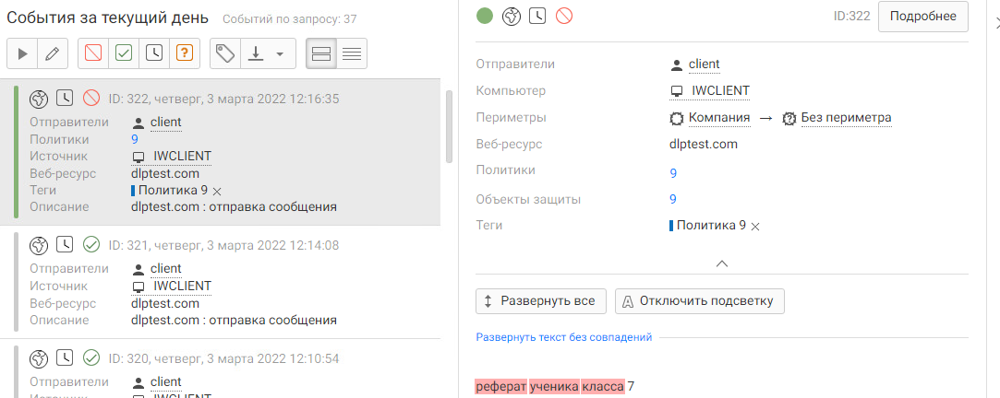 События за текущий день
Событий по запросу: 37
ID: 322, четверг, 3 марта 2022 12:16:35
Отправители client
Политики 9
Источник IWCLIENT
Веб-ресурс dlptest.com
Теги Политика 9
Описание dlptest.com : отправка сообщения
ID: 321, четверг, 3 марта 2022 12:14:08
Отправители client
Источник IWCLIENT
Веб-ресурс dlptest.com
Описание dlptest.com : отправка сообщения
ID: 320, четверг, 3 марта 2022 12:10:54
Отправители client
Источник IWCLIENT
ID:322 Подробнее
Отправители client
Компьютер IWCLIENT
Периметры Компания → Без периметра
Веб-ресурс dlptest.com
Политики 9
Объекты защиты 9
Теги Политика 9
Развернуть все Отключить подсветку
Развернуть текст без совпадений
реферат ученика класса 7